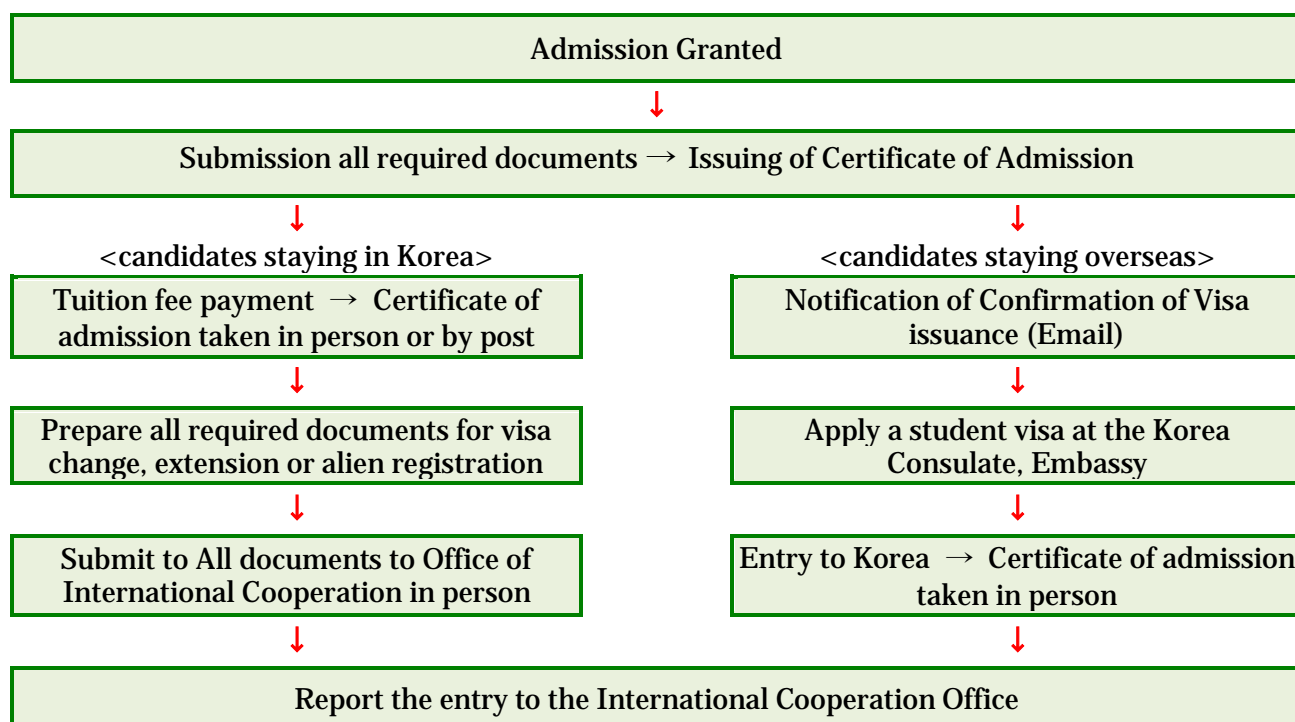 Admission Granted
↓
Submission all required documents → Issuing of Certificate of Admission
↓ ↓
<candidates staying in Korea>
Tuition fee payment → Certificate of
admission taken in person or by post
↓
Prepare all required documents for visa
change, extension or alien registration
↓
Submit to All documents to Office of
International Cooperation in person
↓
<candidates staying overseas>
Notification of Confirmation of Visa
issuance (Email)
↓
Apply a student visa at the Korea
Consulate, Embassy
↓
Entry to Korea → Certificate of admission
taken in person
↓
Report the entry to the International Cooperation Office